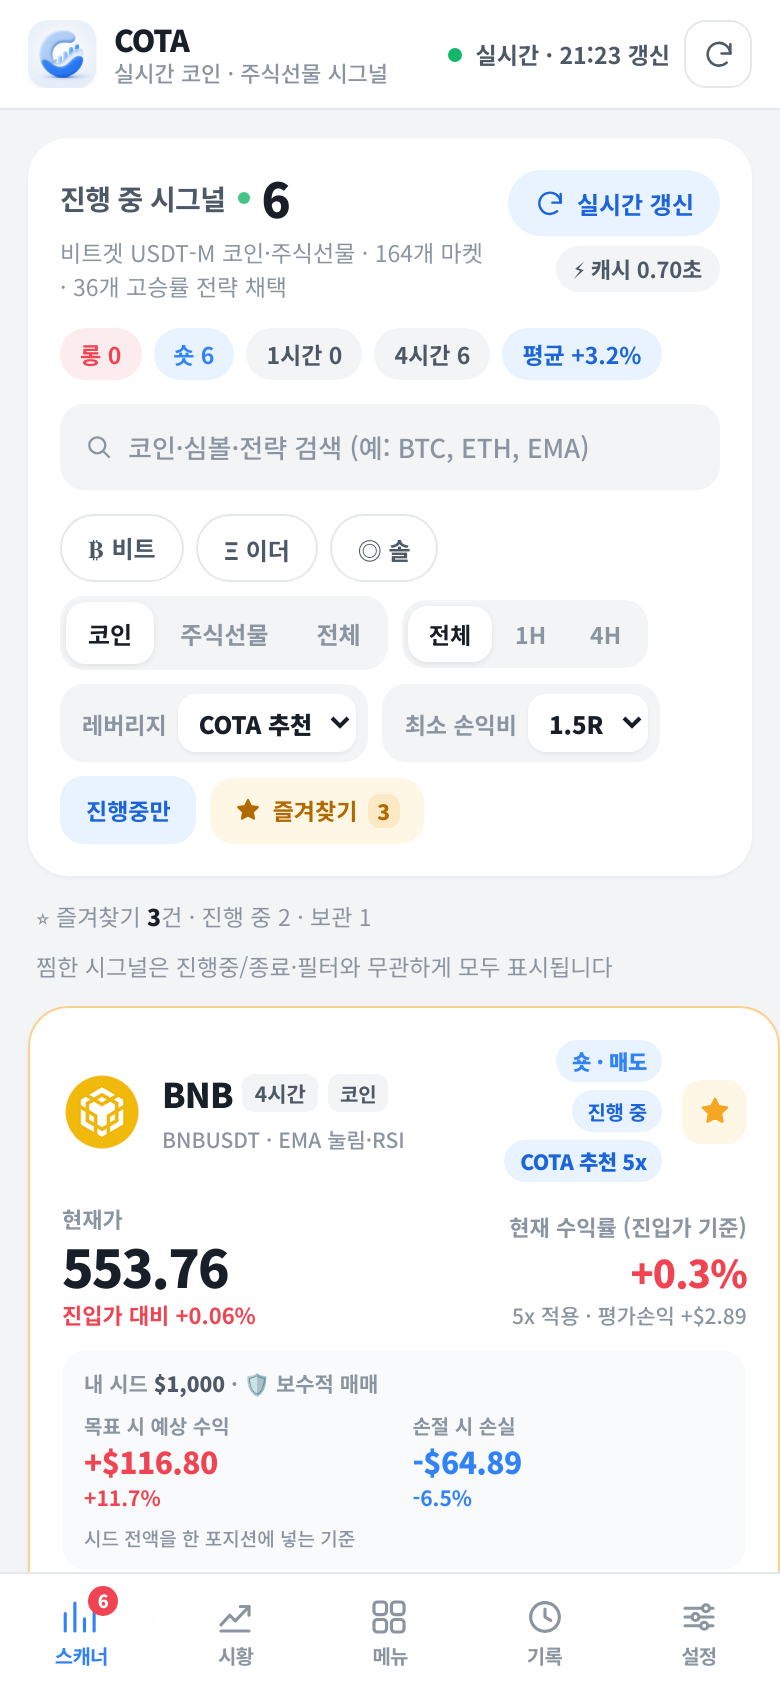 COTA
실시간 코인 · 주식선물 시그널
실시간 · 21:23 갱신
진행 중 시그널 6
실시간 갱신
비트겟 USDT-M 코인·주식선물 · 164개 마켓
· 36개 고승률 전략 채택
⚡ 캐시 0.70초
롱 0 숏 6 1시간 0 4시간 6 평균 +3.2%
코인·심볼·전략 검색 (예: BTC, ETH, EMA)
₿ 비트 Ξ 이더 ◎ 솔
코인 주식선물 전체 전체 1H 4H
레버리지 COTA 추천 최소 손익비 1.5R
진행중만 ★ 즐겨찾기 3
☆ 즐겨찾기 3건 · 진행 중 2 · 보관 1
찜한 시그널은 진행중/종료·필터와 무관하게 모두 표시됩니다
BNB 4시간 코인
BNBUSDT · EMA 눌림·RSI
숏 · 매도
진행 중
COTA 추천 5x
현재가
553.76
진입가 대비 +0.06%
현재 수익률 (진입가 기준)
+0.3%
5x 적용 · 평가손익 +$2.89
내 시드 $1,000 · 🛡️ 보수적 매매
목표 시 예상 수익
+$116.80
+11.7%
손절 시 손실
-$64.89
-6.5%
시드 전액을 한 포지션에 넣는 기준
6
스캐너 시황 메뉴 기록 설정